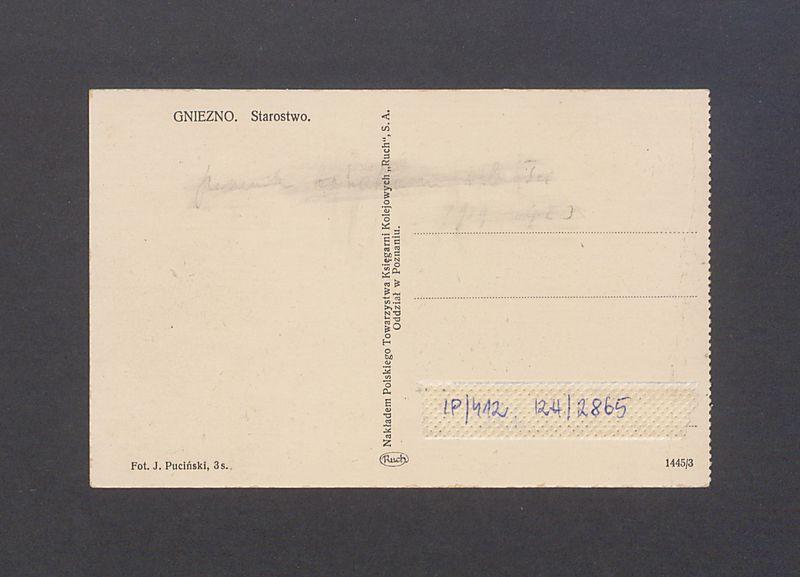 GNIEZNO. Starostwo.
Nakładem Polskiego Towarzystwa Księgarni Kolejowych „Ruch“, S. A.
Oddział w Poznaniu.
IP/412 12H/2865
Fot. J. Puciński, 3 s.
Ruch
1445/3